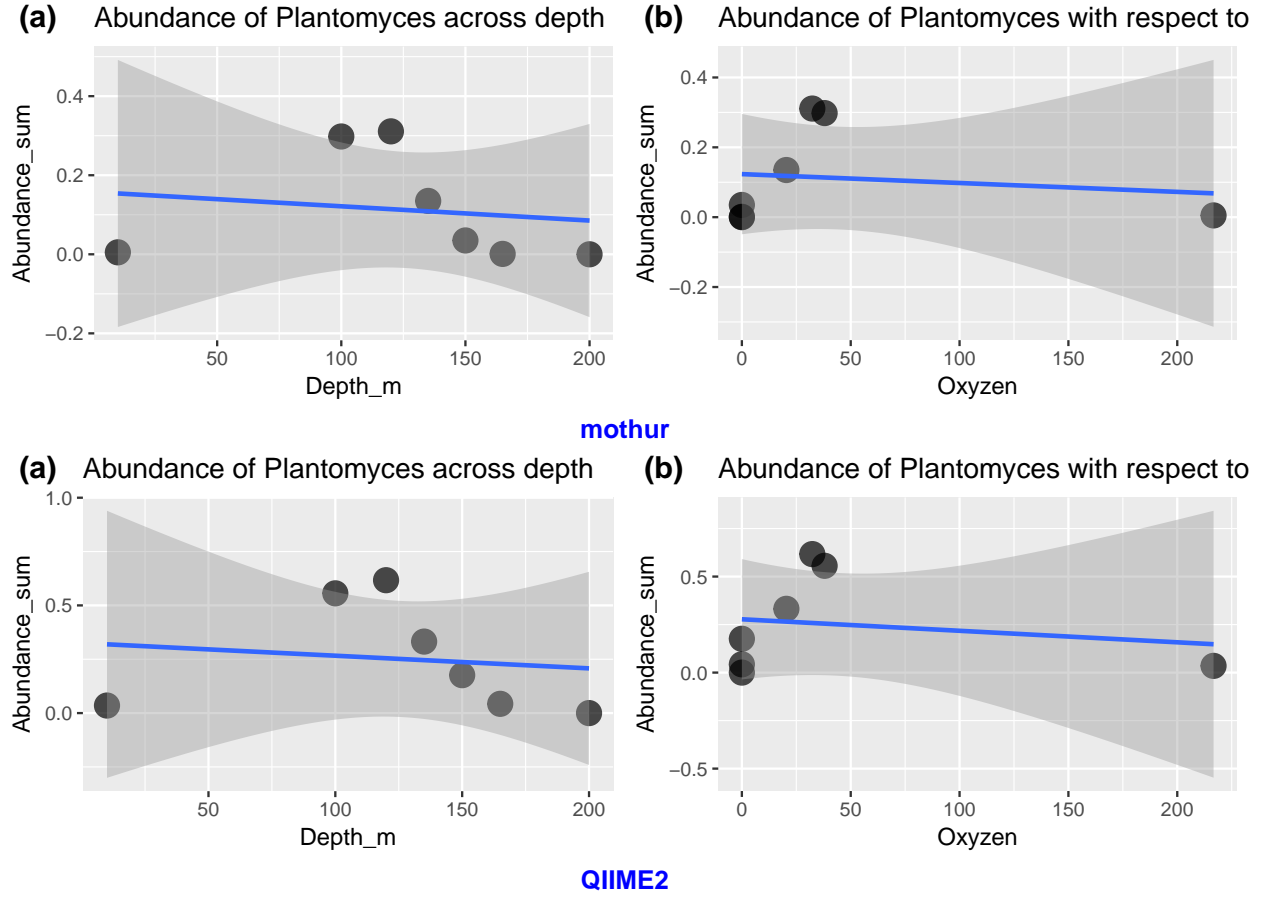 (a) Abundance of Plantomyces across depth
(b) Abundance of Plantomyces with respect to
Abundance_sum
0.4
0.2
0.0
−0.2
50 100 150 200
Depth_m
Abundance_sum
0.4
0.2
0.0
−0.2
0 50 100 150 200
Oxyzen
mothur
(a) Abundance of Plantomyces across depth
(b) Abundance of Plantomyces with respect to
Abundance_sum
1.0
0.5
0.0
50 100 150 200
Depth_m
Abundance_sum
0.5
0.0
−0.5
0 50 100 150 200
Oxyzen
QIIME2